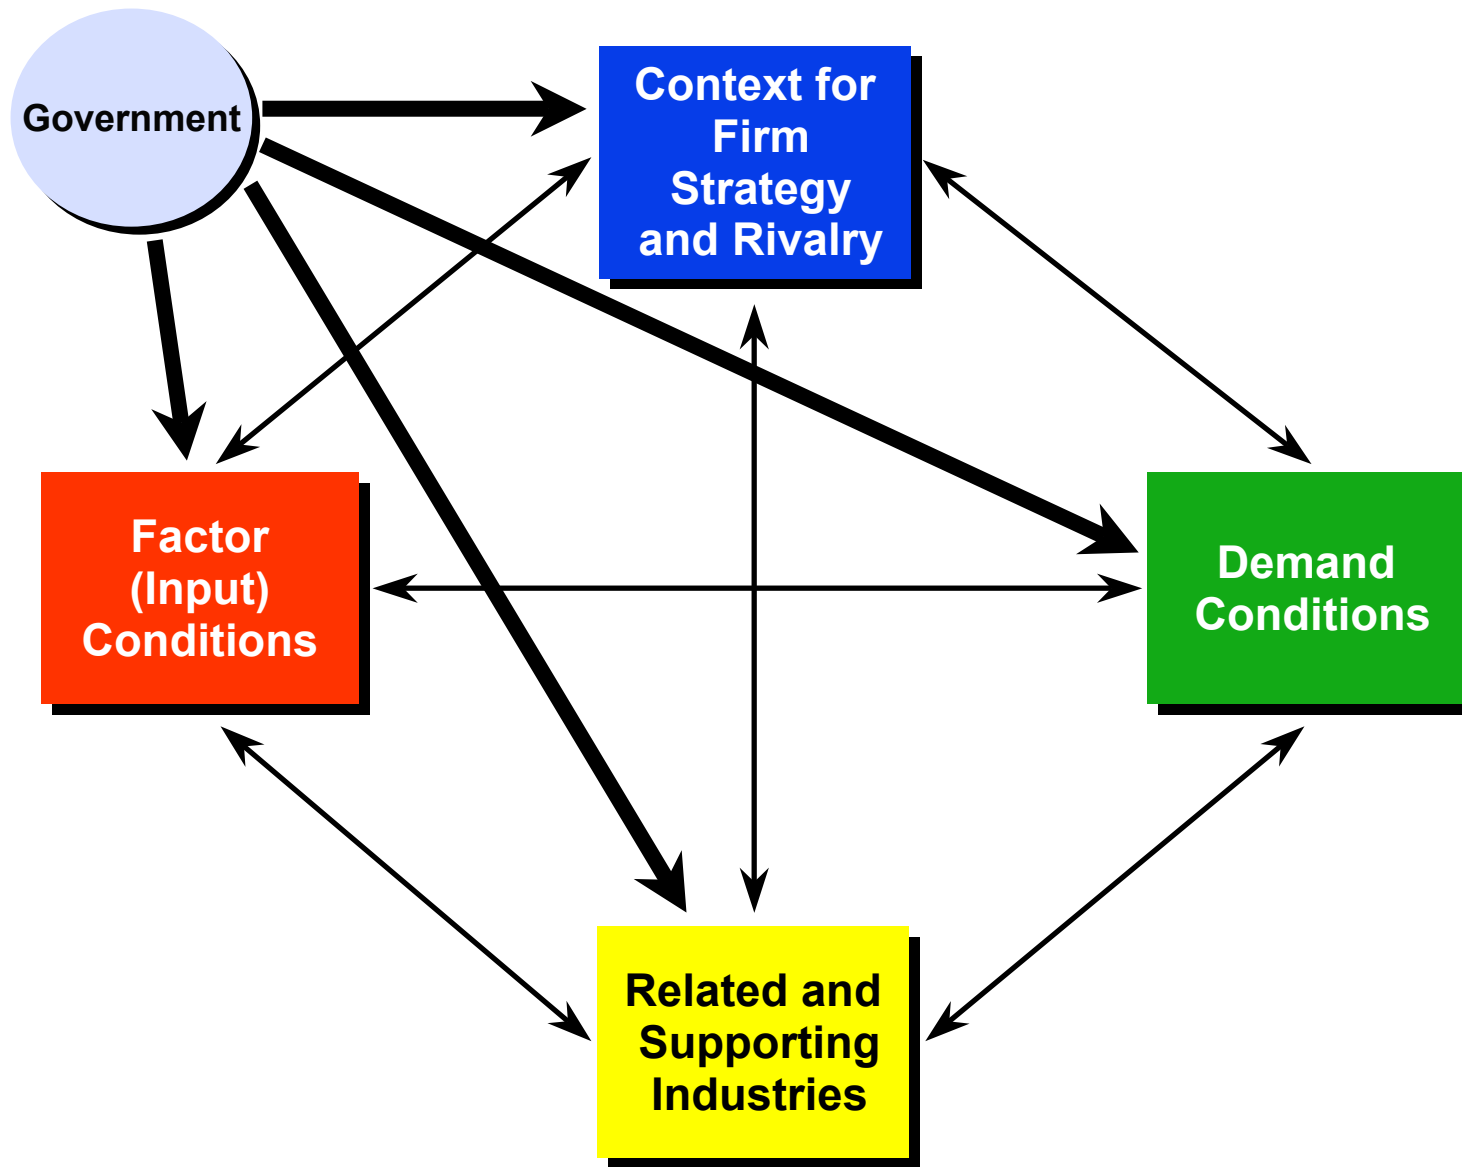 Government
Context for
Firm
Strategy
and Rivalry
Factor
(Input)
Conditions
Demand
Conditions
Related and
Supporting
Industries